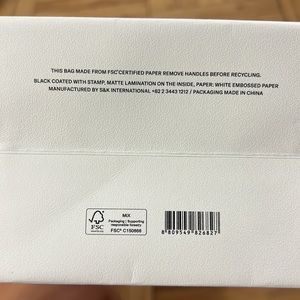 THIS BAG MADE FROM FSC® CERTIFIED PAPER REMOVE HANDLES BEFORE RECYCLING.
BLACK COATED WITH STAMP, MATTE LAMINATION ON THE INSIDE, PAPER: WHITE EMBOSSED PAPER
MANUFACTURED BY S&K INTERNATIONAL +82 2 3443 1212 / PACKAGING MADE IN CHINA
FSC
MIX
Packaging | Supporting
responsible forestry
FSC® C150666
8 809549 826827